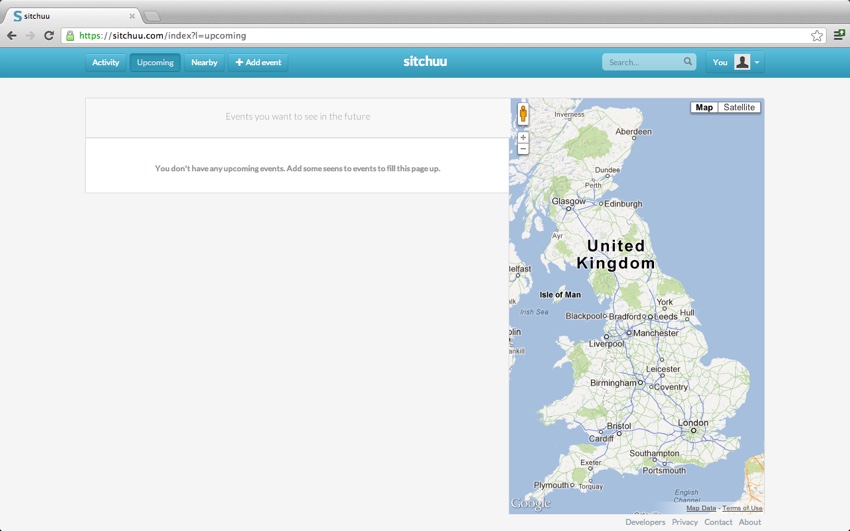 sitchuu
https://sitchuu.com/index?l=upcoming
Activity
Upcoming
Nearby
+ Add event
sitchuu
Search...
You
Events you want to see in the future
You don't have any upcoming events. Add some seens to events to fill this page up.
Map
Satellite
+
−
Inverness
Aberdeen
Dundee
Perth
Glasgow
Edinburgh
Ayr
United
Kingdom
elfast
Isle of Man
Irish Sea
York
Blackpool
Bradford
Leeds
Hull
Manchester
Liverpool
plin
ankill
Leicester
Birmingham
Coventry
Bristol
London
Cardiff
Southampton
Exeter
Portsmouth
Plymouth
Torquay
English
Channel
Google
Map Data - Terms of Use
Developers
Privacy
Contact
About